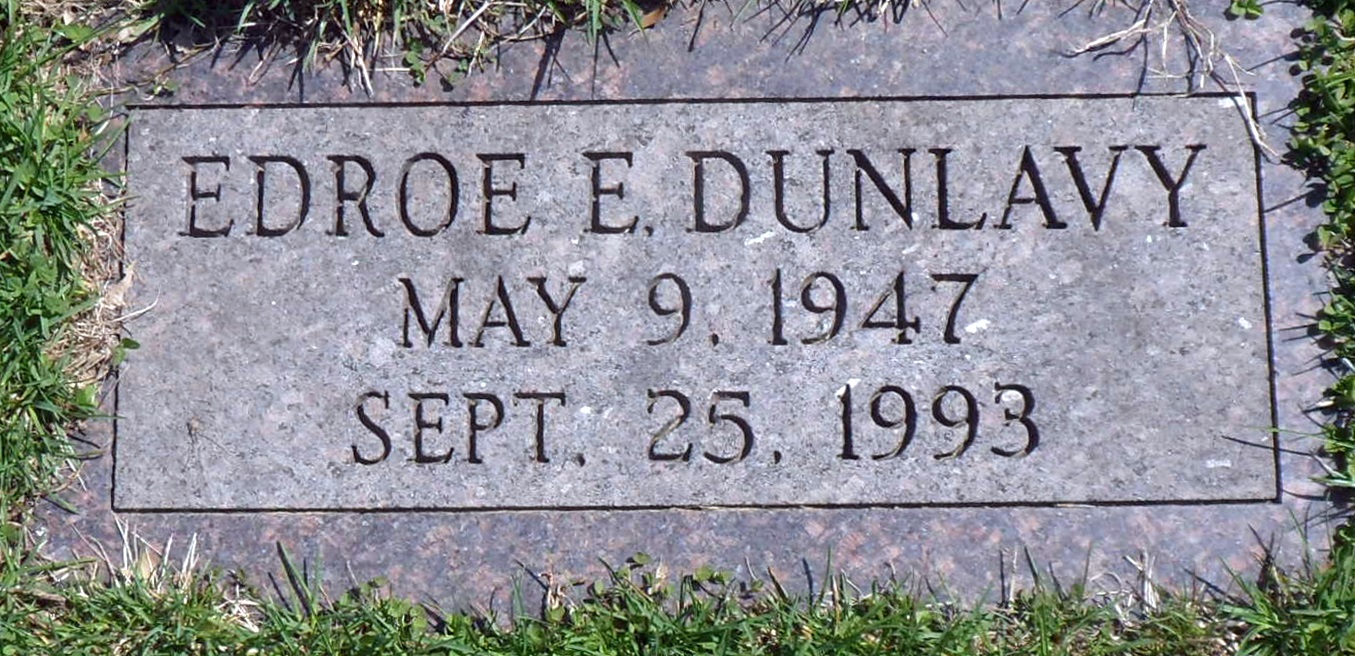 EDROE E. DUNLAVY
MAY 9, 1947
SEPT. 25, 1993